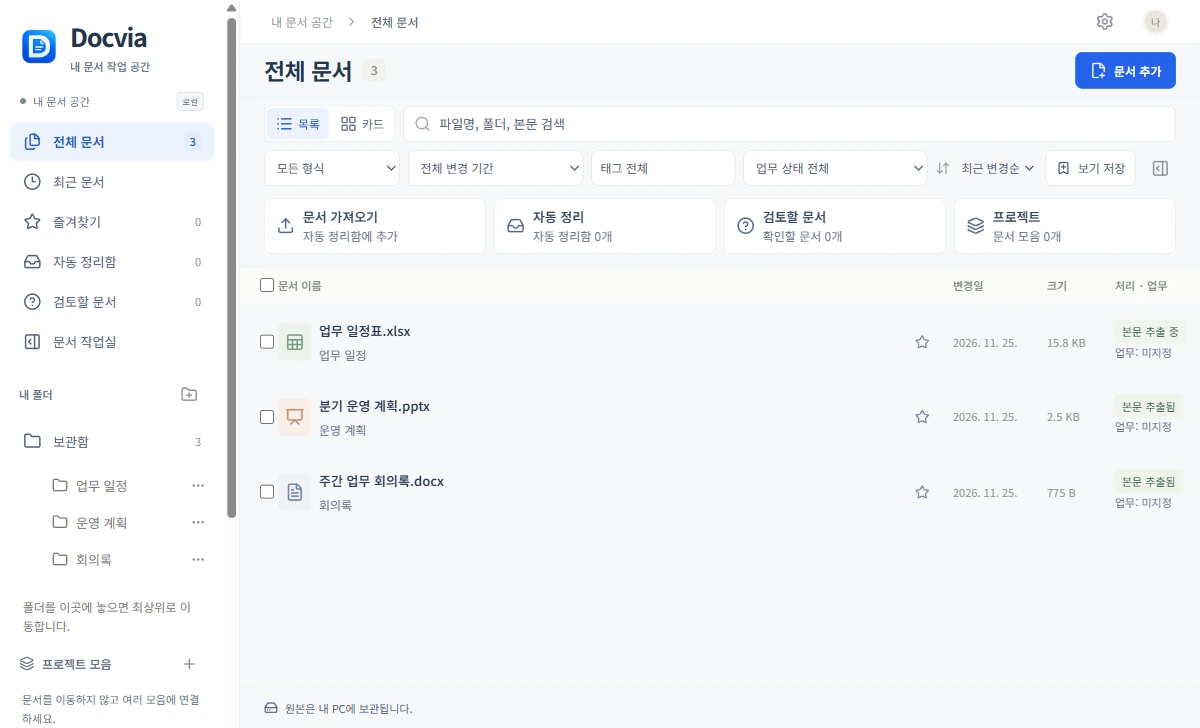 Docvia
내 문서 작업 공간
내 문서 공간
로컬
전체 문서 3
최근 문서
즐겨찾기 0
자동 정리함 0
검토할 문서 0
문서 작업실
내 폴더
보관함 3
업무 일정
운영 계획
회의록
폴더를 이곳에 놓으면 최상위로 이
동합니다.
프로젝트 모음
문서를 이동하지 않고 여러 모음에 연결
하세요.
내 문서 공간 > 전체 문서
나
전체 문서 3
문서 추가
목록 카드
파일명, 폴더, 본문 검색
모든 형식 전체 변경 기간 태그 전체 업무 상태 전체 최근 변경순 보기 저장
문서 가져오기
자동 정리함에 추가
자동 정리
자동 정리함 0개
검토할 문서
확인할 문서 0개
프로젝트
문서 모음 0개
문서 이름 변경일 크기 처리 · 업무
업무 일정표.xlsx
업무 일정
2026. 11. 25. 15.8 KB
본문 추출 중
업무: 미지정
분기 운영 계획.pptx
운영 계획
2026. 11. 25. 2.5 KB
본문 추출됨
업무: 미지정
주간 업무 회의록.docx
회의록
2026. 11. 25. 775 B
본문 추출됨
업무: 미지정
원본은 내 PC에 보관됩니다.